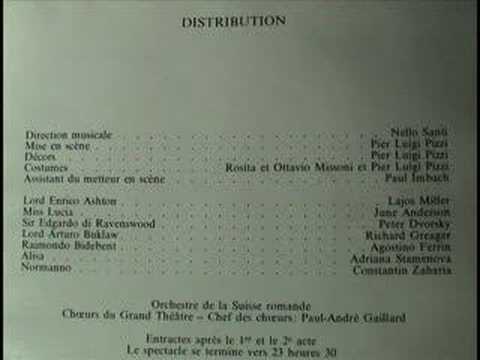 DISTRIBUTION
Direction musicale . . . . . . . . . . . . . . . . . Nello Santi
Mise en scène . . . . . . . . . . . . . . . . . Pier Luigi Pizzi
Décors . . . . . . . . . . . . . . . . . Pier Luigi Pizzi
Costumes . . . . . . . . Rosita et Ottavio Missoni et Pier Luigi Pizzi
Assistant du metteur en scène . . . . . . . . . . . . Paul Imbach
Lord Enrico Ashton . . . . . . . . . . . . . . . . Lajos Miller
Miss Lucia . . . . . . . . . . . . . . . . June Anderson
Sir Edgardo di Ravenswood . . . . . . . . . . . . . . Peter Dvorsky
Lord Arturo Buklaw . . . . . . . . . . . . . . Richard Greager
Raimondo Bidebent . . . . . . . . . . . . . . Agostino Ferrin
Alisa . . . . . . . . . . . . . . Adriana Stamenova
Normanno . . . . . . . . . . . . . . Constantin Zaharia
Orchestre de la Suisse romande
Chœurs du Grand Théâtre – Chef des chœurs: Paul-André Gaillard
Entractes après le 1er et le 2e acte
Le spectacle se termine vers 23 heures 30